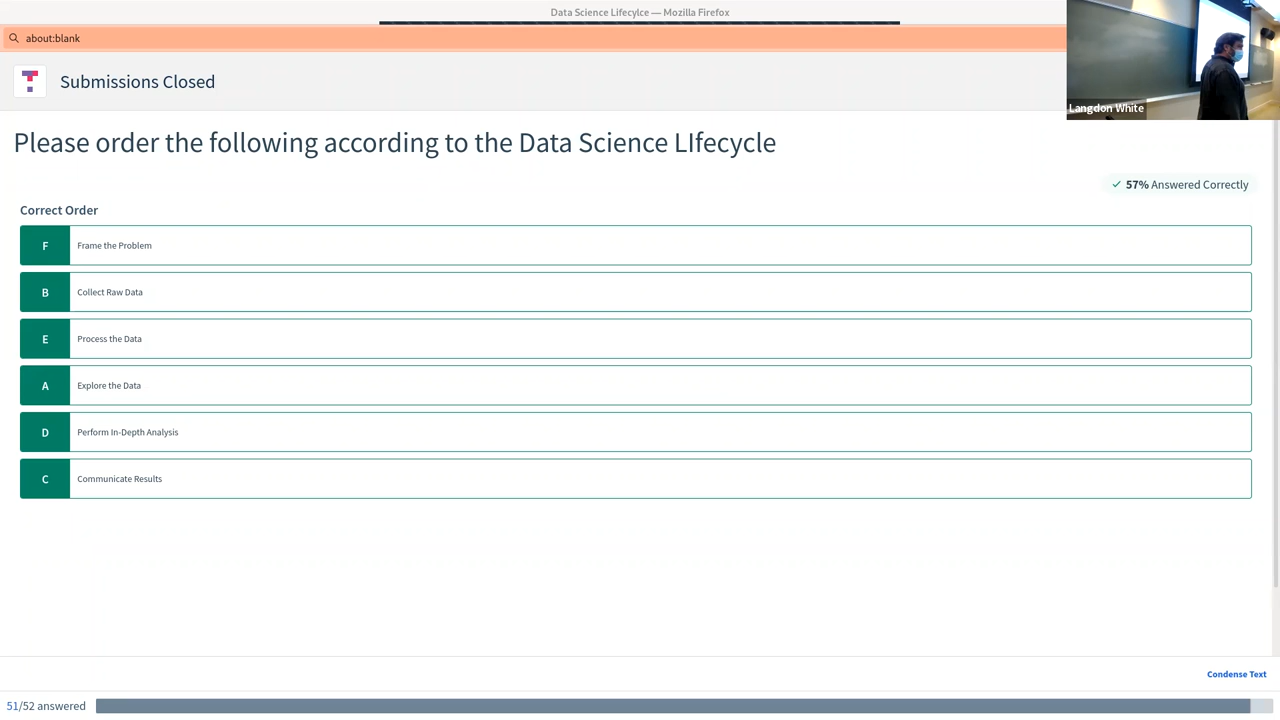 Data Science Lifecylce — Mozilla Firefox
about:blank
Submissions Closed
Langdon White
Please order the following according to the Data Science LIfecycle
57% Answered Correctly
Correct Order
F Frame the Problem
B Collect Raw Data
E Process the Data
A Explore the Data
D Perform In-Depth Analysis
C Communicate Results
Condense Text
51/52 answered